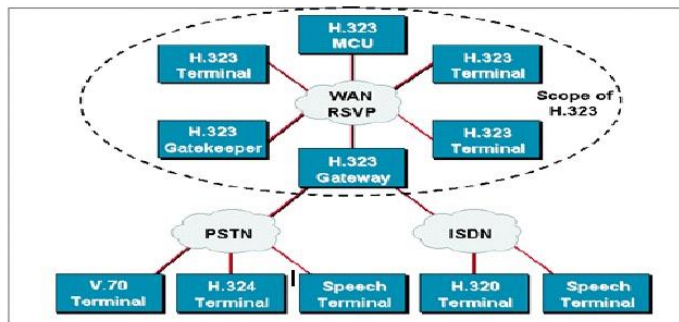 H.323
MCU
H.323
Terminal
H.323
Terminal
WAN
RSVP
Scope of
H.323
H.323
Gatekeeper
H.323
Terminal
H.323
Gateway
PSTN
ISDN
V.70
Terminal
H.324
Terminal
Speech
Terminal
H.320
Terminal
Speech
Terminal